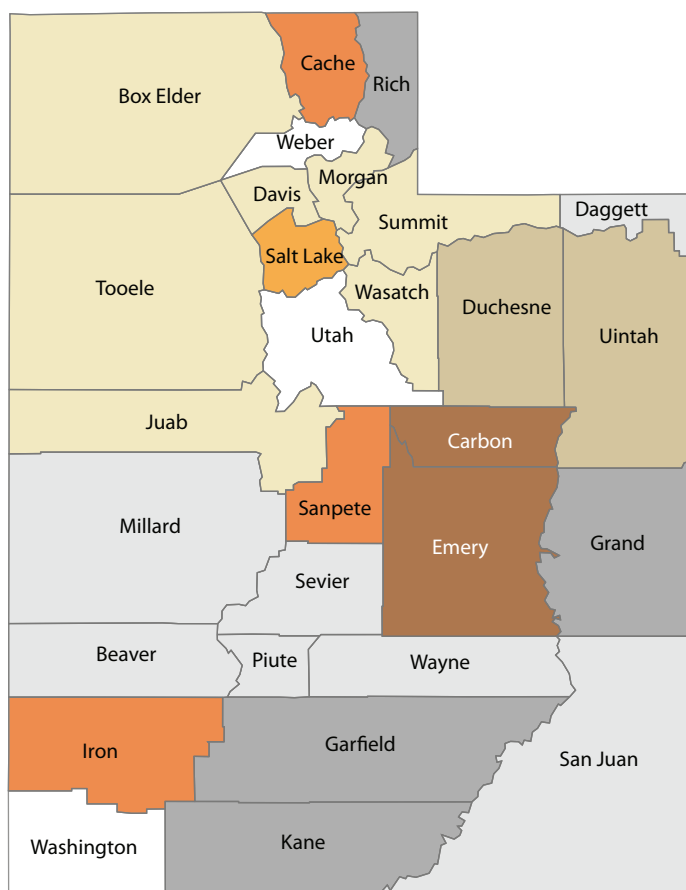 Cache
Rich
Box Elder
Weber
Morgan
Davis
Daggett
Summit
Salt Lake
Tooele
Wasatch
Duchesne
Uintah
Utah
Juab
Carbon
Sanpete
Millard
Emery
Grand
Sevier
Beaver
Piute
Wayne
Garfield
Iron
San Juan
Kane
Washington